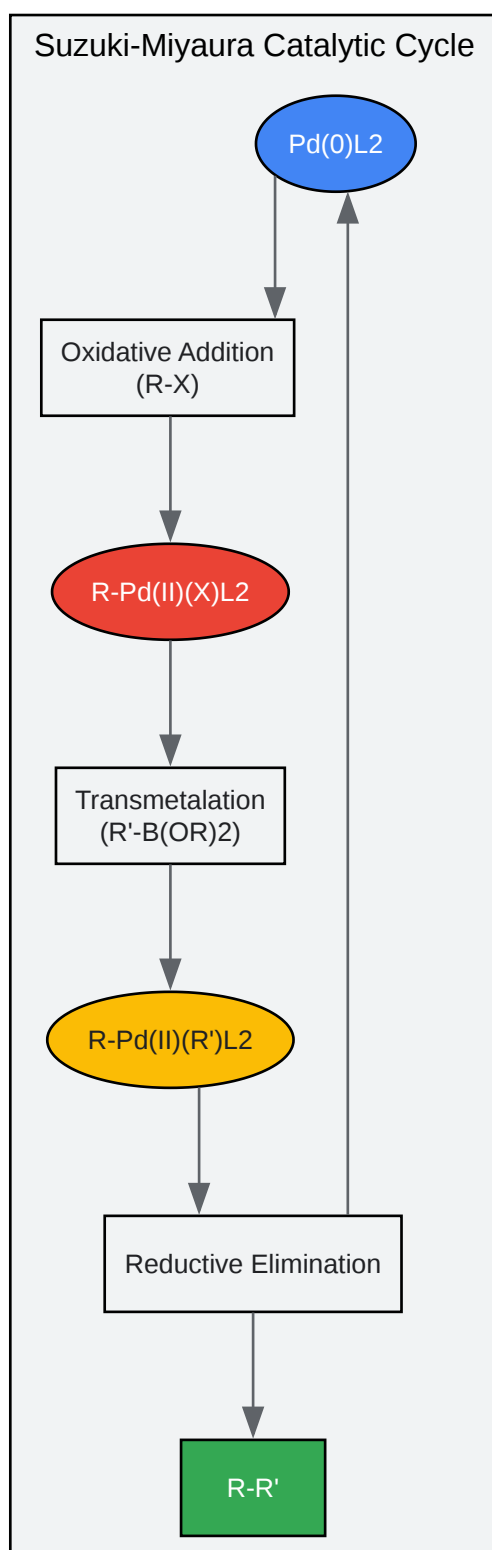 Suzuki-Miyaura Catalytic Cycle
Pd(0)L2
Oxidative Addition
(R-X)
R-Pd(II)(X)L2
Transmetalation
(R'-B(OR)2)
R-Pd(II)(R')L2
Reductive Elimination
R-R'